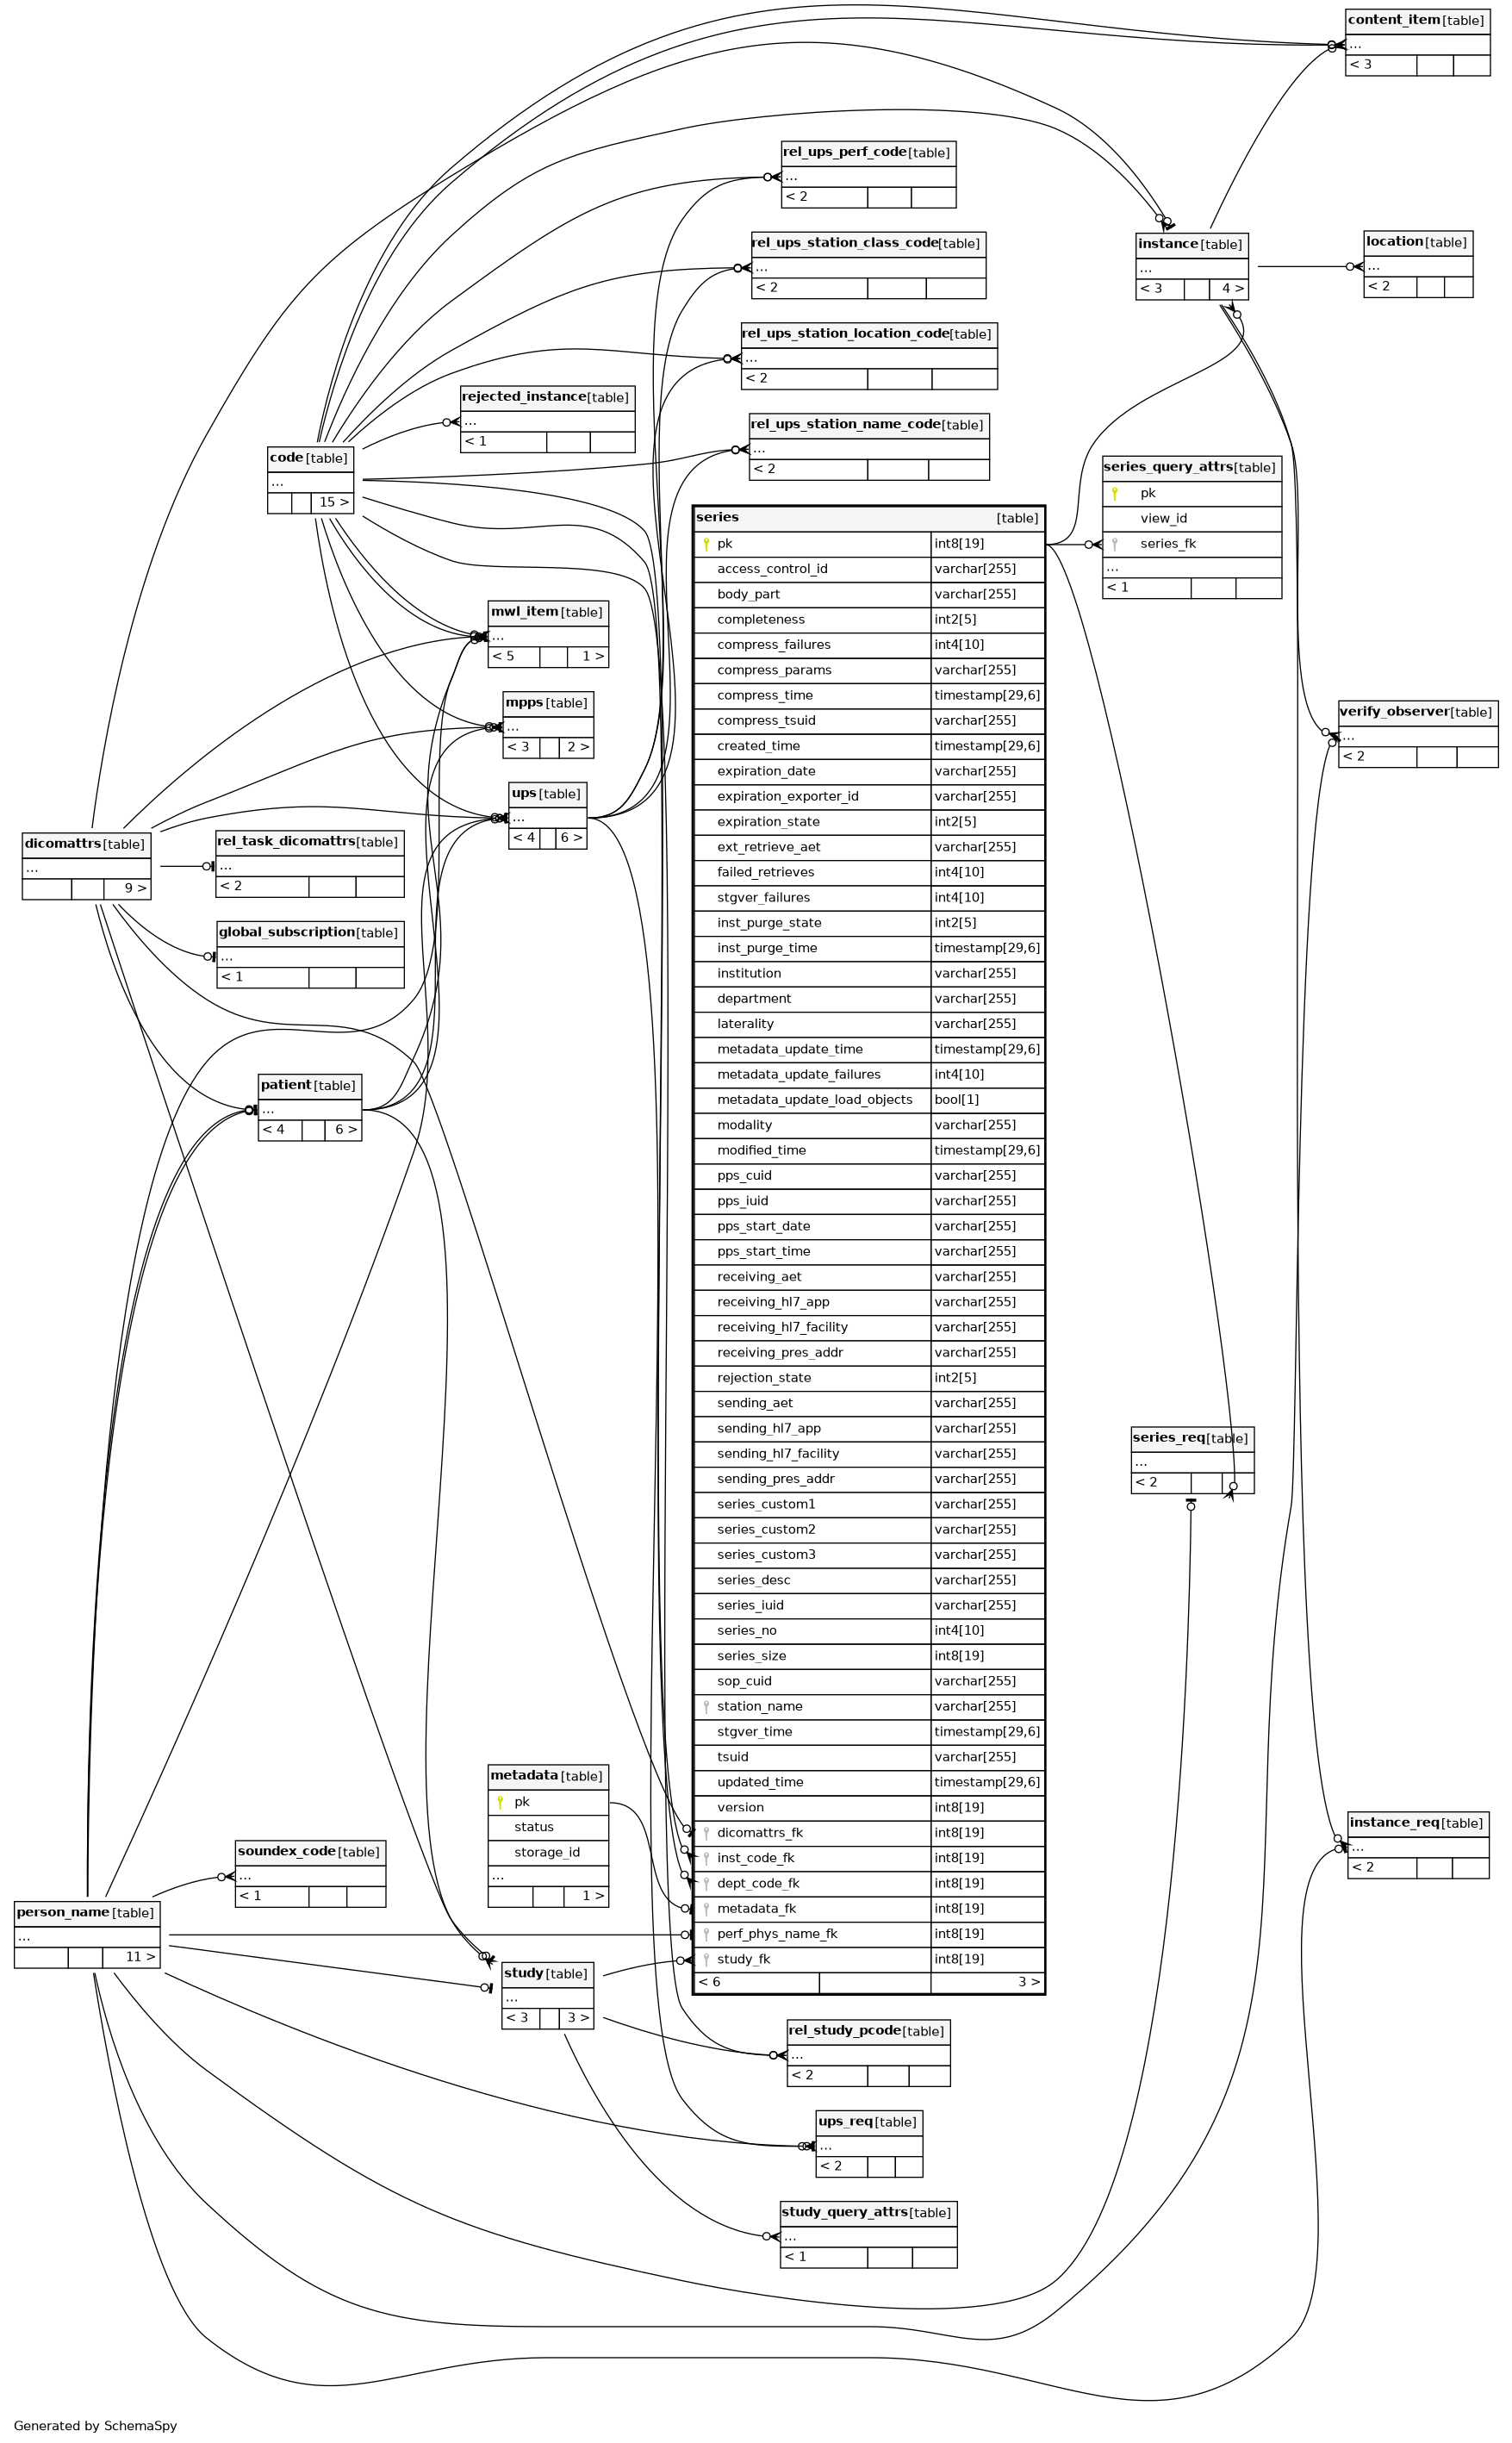 content_item [table]
...
< 3
rel_ups_perf_code [table]
...
< 2
rel_ups_station_class_code [table]
...
< 2
instance [table]
...
< 3 4 >
location [table]
...
< 2
rel_ups_station_location_code [table]
...
< 2
rejected_instance [table]
...
< 1
rel_ups_station_name_code [table]
...
< 2
code [table]
...
15 >
series_query_attrs [table]
pk
view_id
series_fk
...
< 1
series [table]
pk int8[19]
access_control_id varchar[255]
body_part varchar[255]
completeness int2[5]
compress_failures int4[10]
compress_params varchar[255]
compress_time timestamp[29,6]
compress_tsuid varchar[255]
created_time timestamp[29,6]
expiration_date varchar[255]
expiration_exporter_id varchar[255]
expiration_state int2[5]
ext_retrieve_aet varchar[255]
failed_retrieves int4[10]
stgver_failures int4[10]
inst_purge_state int2[5]
inst_purge_time timestamp[29,6]
institution varchar[255]
department varchar[255]
laterality varchar[255]
metadata_update_time timestamp[29,6]
metadata_update_failures int4[10]
metadata_update_load_objects bool[1]
modality varchar[255]
modified_time timestamp[29,6]
pps_cuid varchar[255]
pps_iuid varchar[255]
pps_start_date varchar[255]
pps_start_time varchar[255]
receiving_aet varchar[255]
receiving_hl7_app varchar[255]
receiving_hl7_facility varchar[255]
receiving_pres_addr varchar[255]
rejection_state int2[5]
sending_aet varchar[255]
sending_hl7_app varchar[255]
sending_hl7_facility varchar[255]
sending_pres_addr varchar[255]
series_custom1 varchar[255]
series_custom2 varchar[255]
series_custom3 varchar[255]
series_desc varchar[255]
series_iuid varchar[255]
series_no int4[10]
series_size int8[19]
sop_cuid varchar[255]
station_name varchar[255]
stgver_time timestamp[29,6]
tsuid varchar[255]
updated_time timestamp[29,6]
version int8[19]
dicomattrs_fk int8[19]
inst_code_fk int8[19]
dept_code_fk int8[19]
metadata_fk int8[19]
perf_phys_name_fk int8[19]
study_fk int8[19]
< 6 3 >
mwl_item [table]
...
< 5 1 >
mpps [table]
...
< 3 2 >
verify_observer [table]
...
< 2
ups [table]
...
< 4 6 >
dicomattrs [table]
...
9 >
rel_task_dicomattrs [table]
...
< 2
global_subscription [table]
...
< 1
patient [table]
...
< 4 6 >
series_req [table]
...
< 2
metadata [table]
pk
status
storage_id
...
1 >
instance_req [table]
...
< 2
soundex_code [table]
...
< 1
person_name [table]
...
11 >
study [table]
...
< 3 3 >
rel_study_pcode [table]
...
< 2
ups_req [table]
...
< 2
study_query_attrs [table]
...
< 1
Generated by SchemaSpy